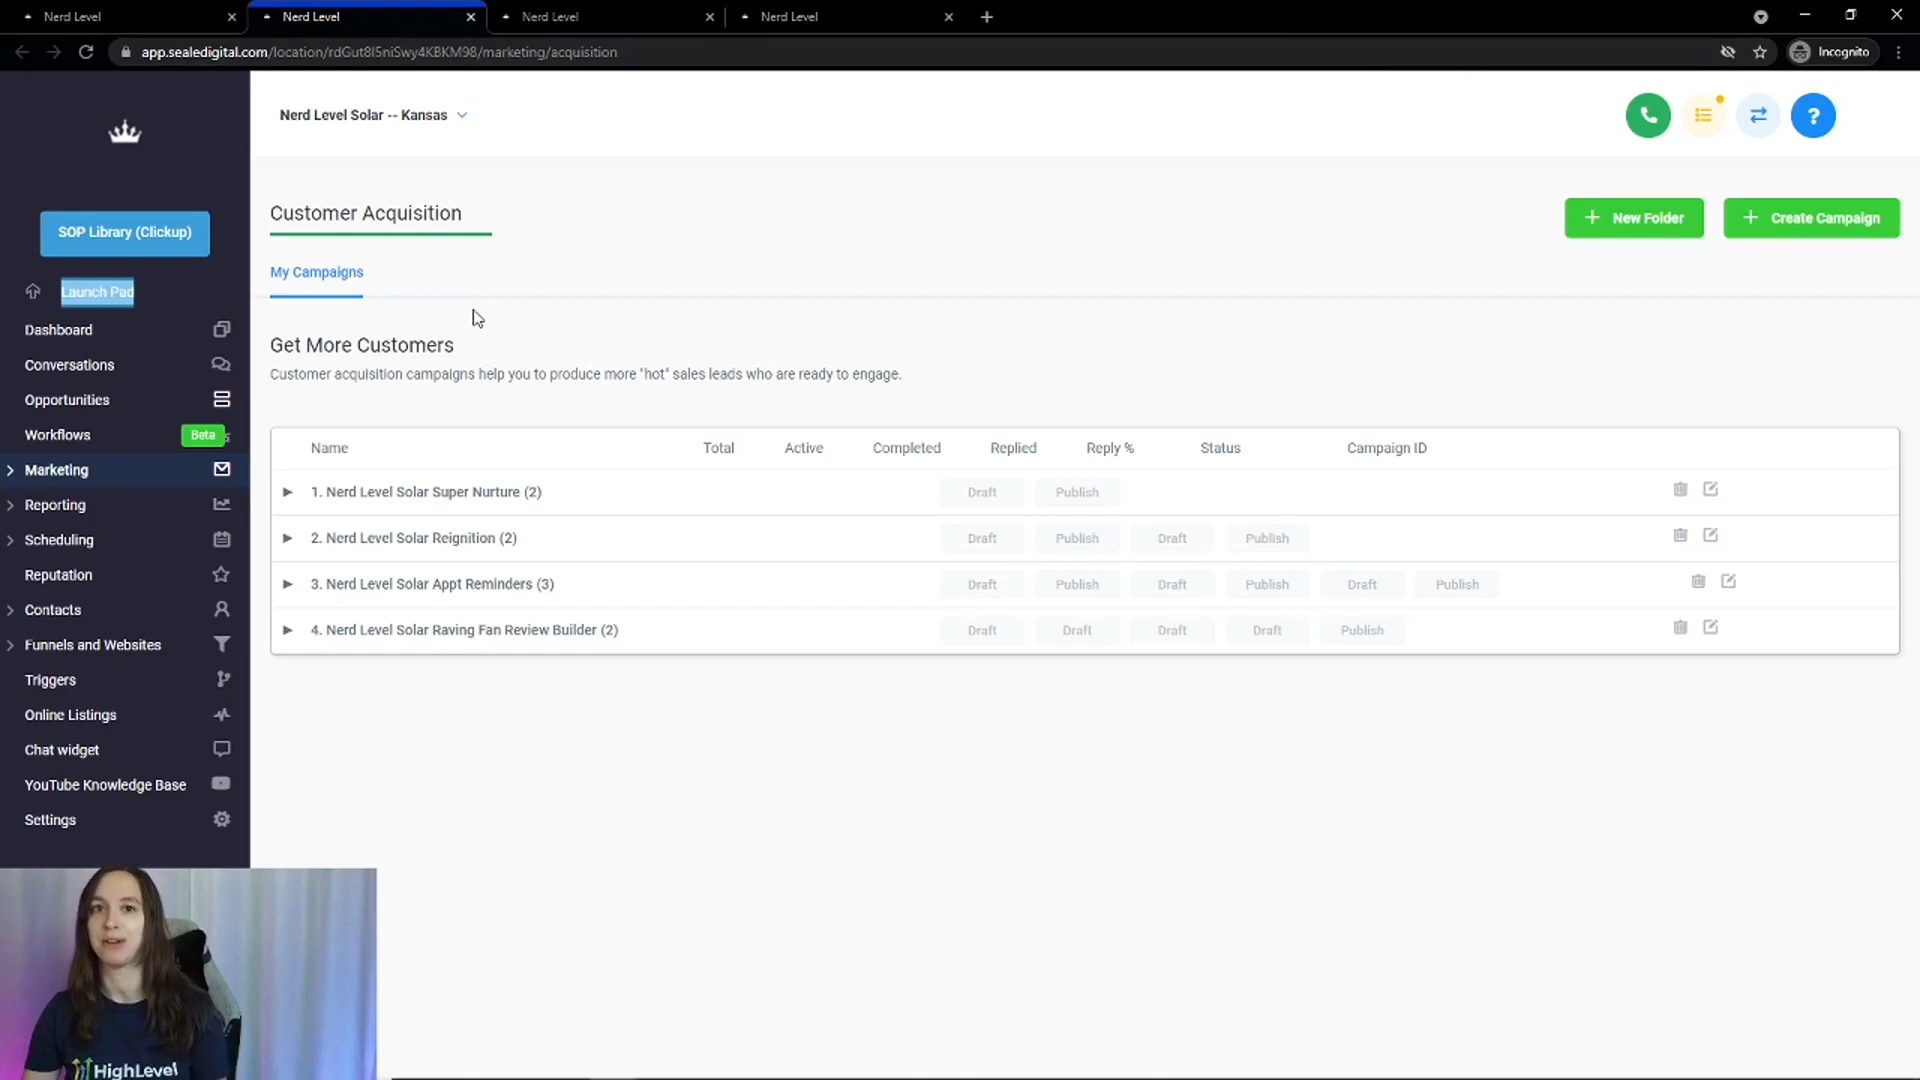 Nerd Level
Nerd Level
Nerd Level
Nerd Level
app.sealedigital.com/location/rdGut8I5niSwy4KBKM98/marketing/acquisition
Incognito
Nerd Level Solar -- Kansas
?
SOP Library (Clickup)
Launch Pad
Dashboard
Conversations
Opportunities
Workflows
Beta
Marketing
Reporting
Scheduling
Reputation
Contacts
Funnels and Websites
Triggers
Online Listings
Chat widget
YouTube Knowledge Base
Settings
Customer Acquisition
+ New Folder
+ Create Campaign
My Campaigns
Get More Customers
Customer acquisition campaigns help you to produce more "hot" sales leads who are ready to engage.
Name Total Active Completed Replied Reply % Status Campaign ID
1. Nerd Level Solar Super Nurture (2) Draft Publish
2. Nerd Level Solar Reignition (2) Draft Publish Draft Publish
3. Nerd Level Solar Appt Reminders (3) Draft Publish Draft Publish Draft Publish
4. Nerd Level Solar Raving Fan Review Builder (2) Draft Draft Draft Draft Publish
HighLevel